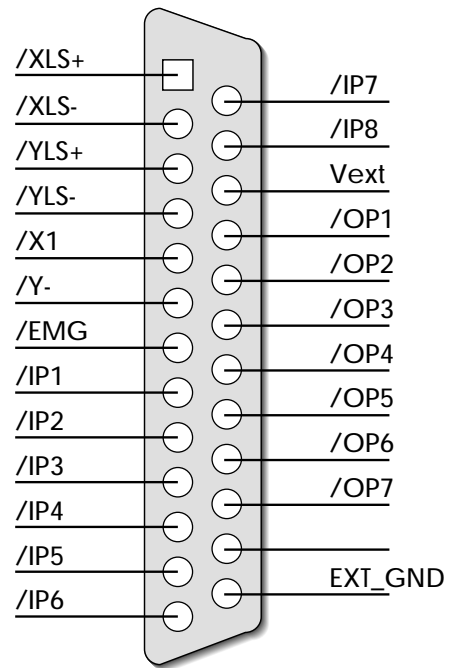 /XLS+
/XLS-
/YLS+
/YLS-
/X1
/Y-
/EMG
/IP1
/IP2
/IP3
/IP4
/IP5
/IP6
/IP7
/IP8
Vext
/OP1
/OP2
/OP3
/OP4
/OP5
/OP6
/OP7
EXT_GND